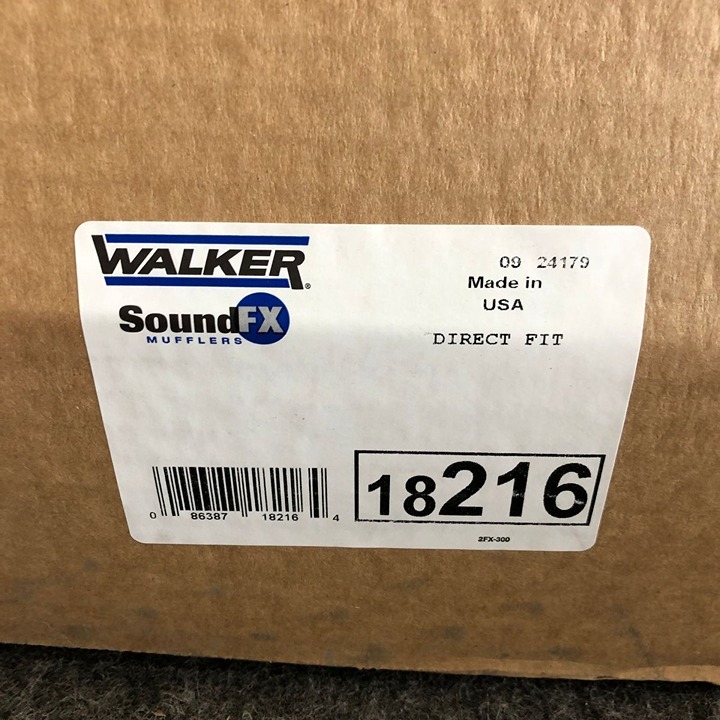 WALKER®
SoundFX
MUFFLERS
09 24179
Made in
USA
DIRECT FIT
0 86387 18216 4
18216
2FX-300